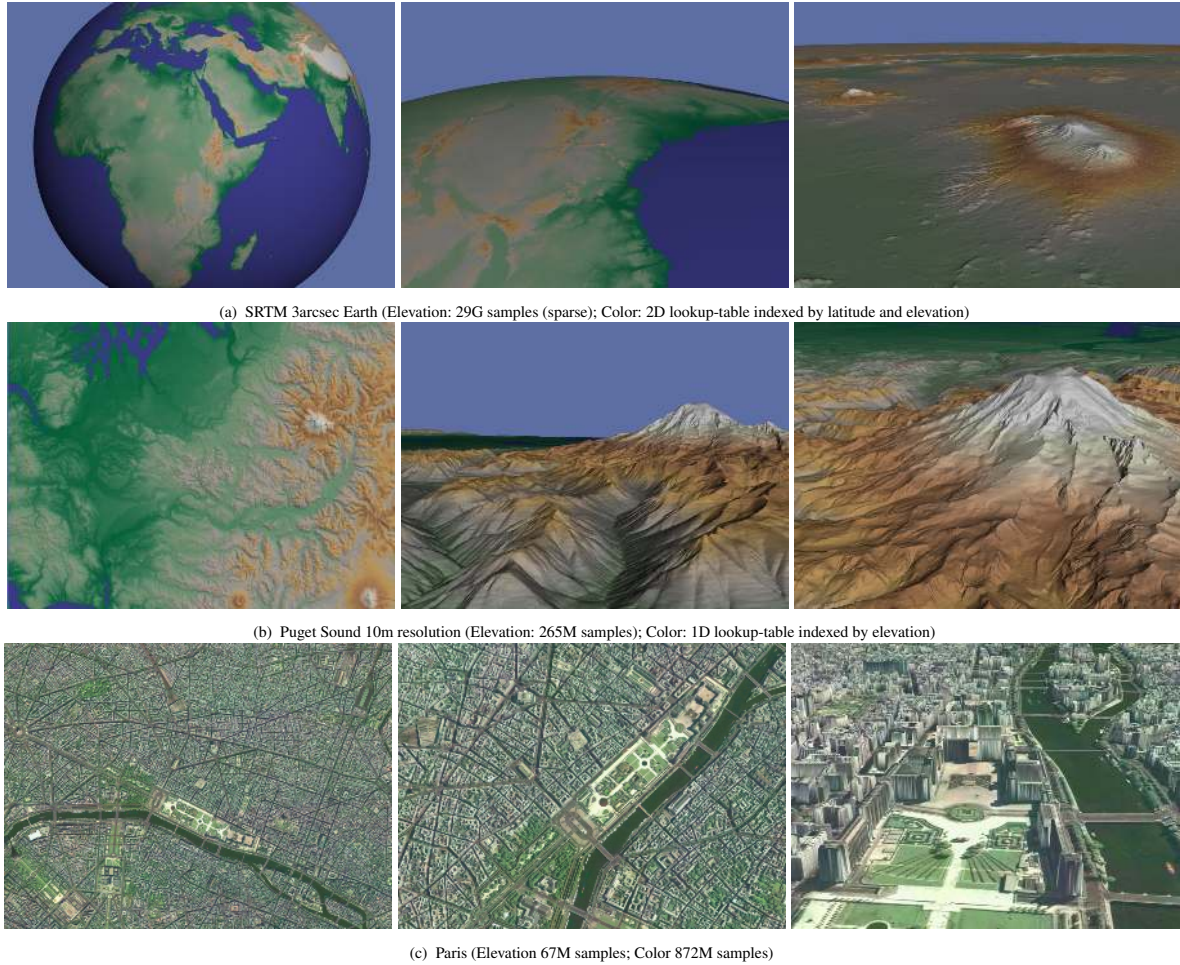 (a) SRTM 3arcsec Earth (Elevation: 29G samples (sparse); Color: 2D lookup-table indexed by latitude and elevation)
(b) Puget Sound 10m resolution (Elevation: 265M samples); Color: 1D lookup-table indexed by elevation)
(c) Paris (Elevation 67M samples; Color 872M samples)